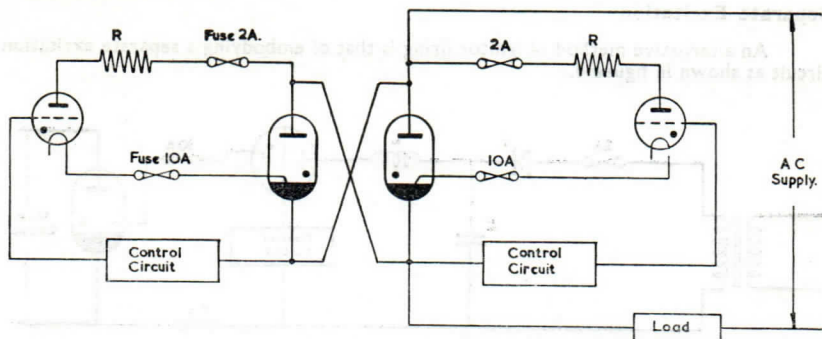 R
Fuse 2A.
2A
R
Fuse 10A
10A
A C
Supply.
Control
Circuit
Control
Circuit
Load